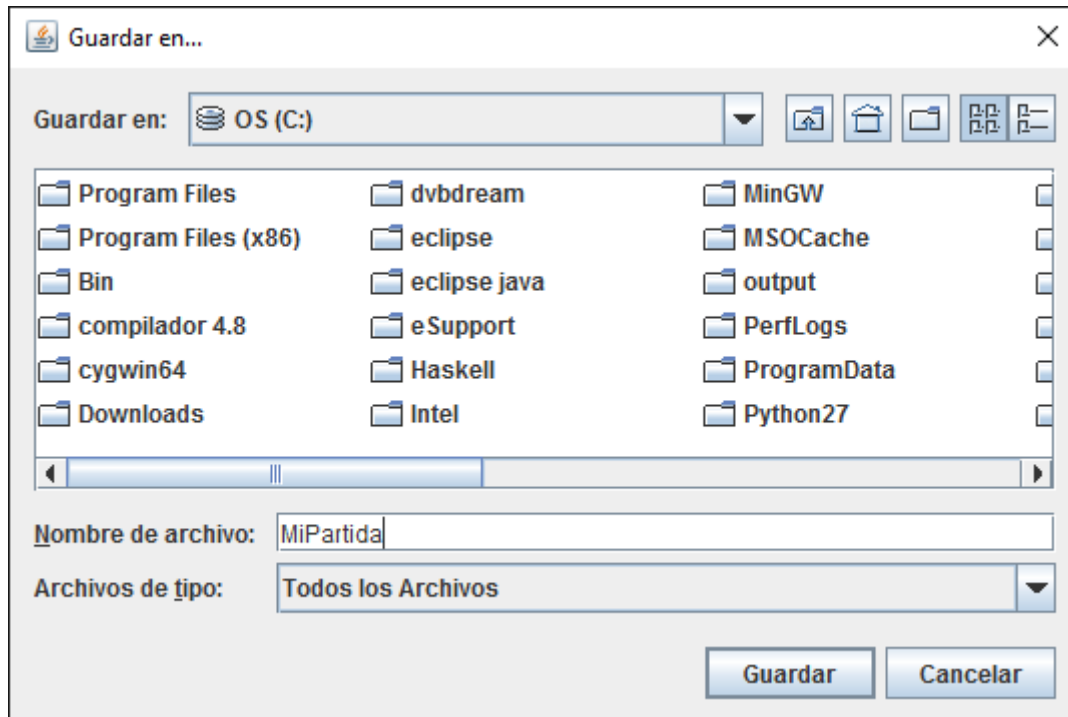 Guardar en...
Guardar en: OS (C:)
Program Files dvbdream MinGW
Program Files (x86) eclipse MSOCache
Bin eclipse java output
compilador 4.8 eSupport PerfLogs
cygwin64 Haskell ProgramData
Downloads Intel Python27
Nombre de archivo: MiPartida
Archivos de tipo: Todos los Archivos
Guardar Cancelar